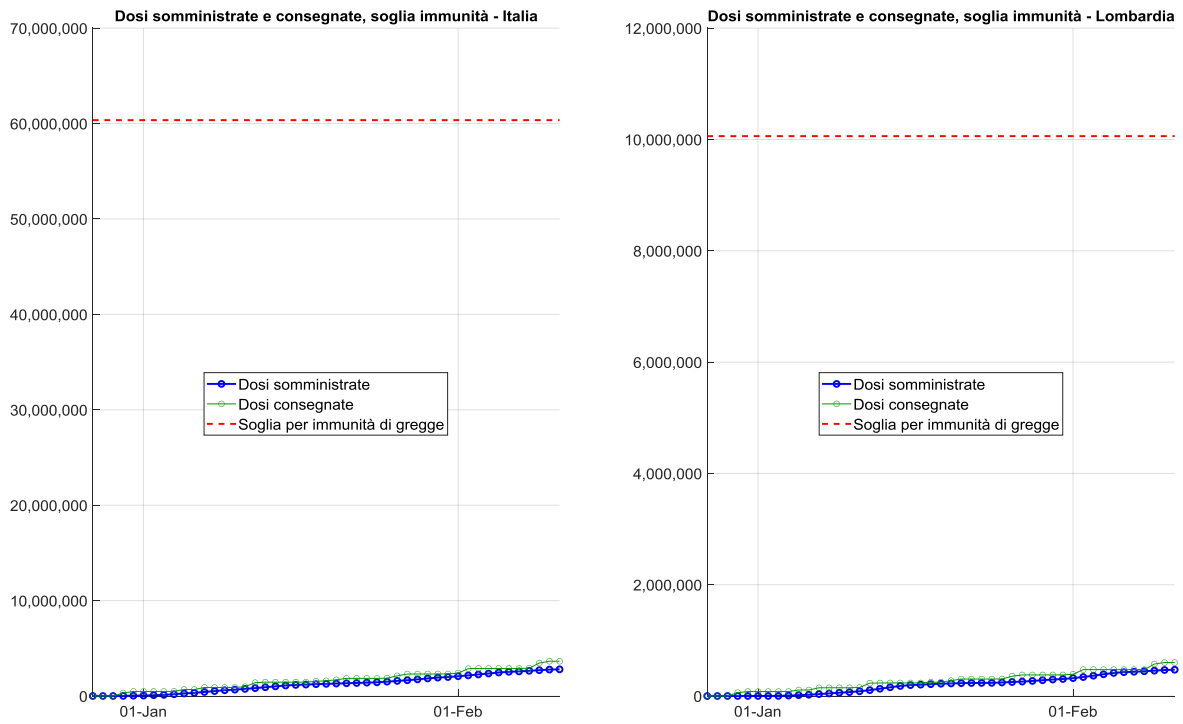 Dosi somministrate e consegnate, soglia immunità - Italia
70,000,000
60,000,000
50,000,000
40,000,000
30,000,000
20,000,000
10,000,000
0
01-Jan
01-Feb
Dosi somministrate
Dosi consegnate
Soglia per immunità di gregge
Dosi somministrate e consegnate, soglia immunità - Lombardia
12,000,000
10,000,000
8,000,000
6,000,000
4,000,000
2,000,000
0
01-Jan
01-Feb
Dosi somministrate
Dosi consegnate
Soglia per immunità di gregge